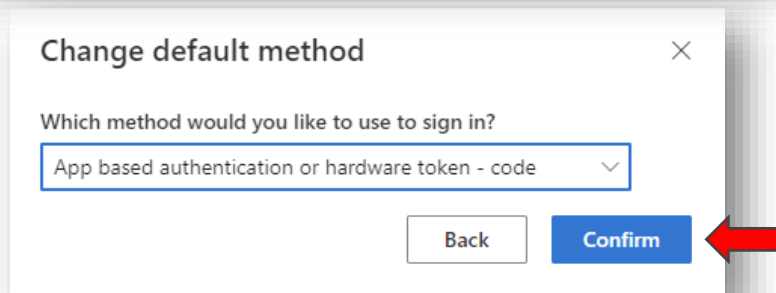 Change default method
Which method would you like to use to sign in?
App based authentication or hardware token - code
Back Confirm